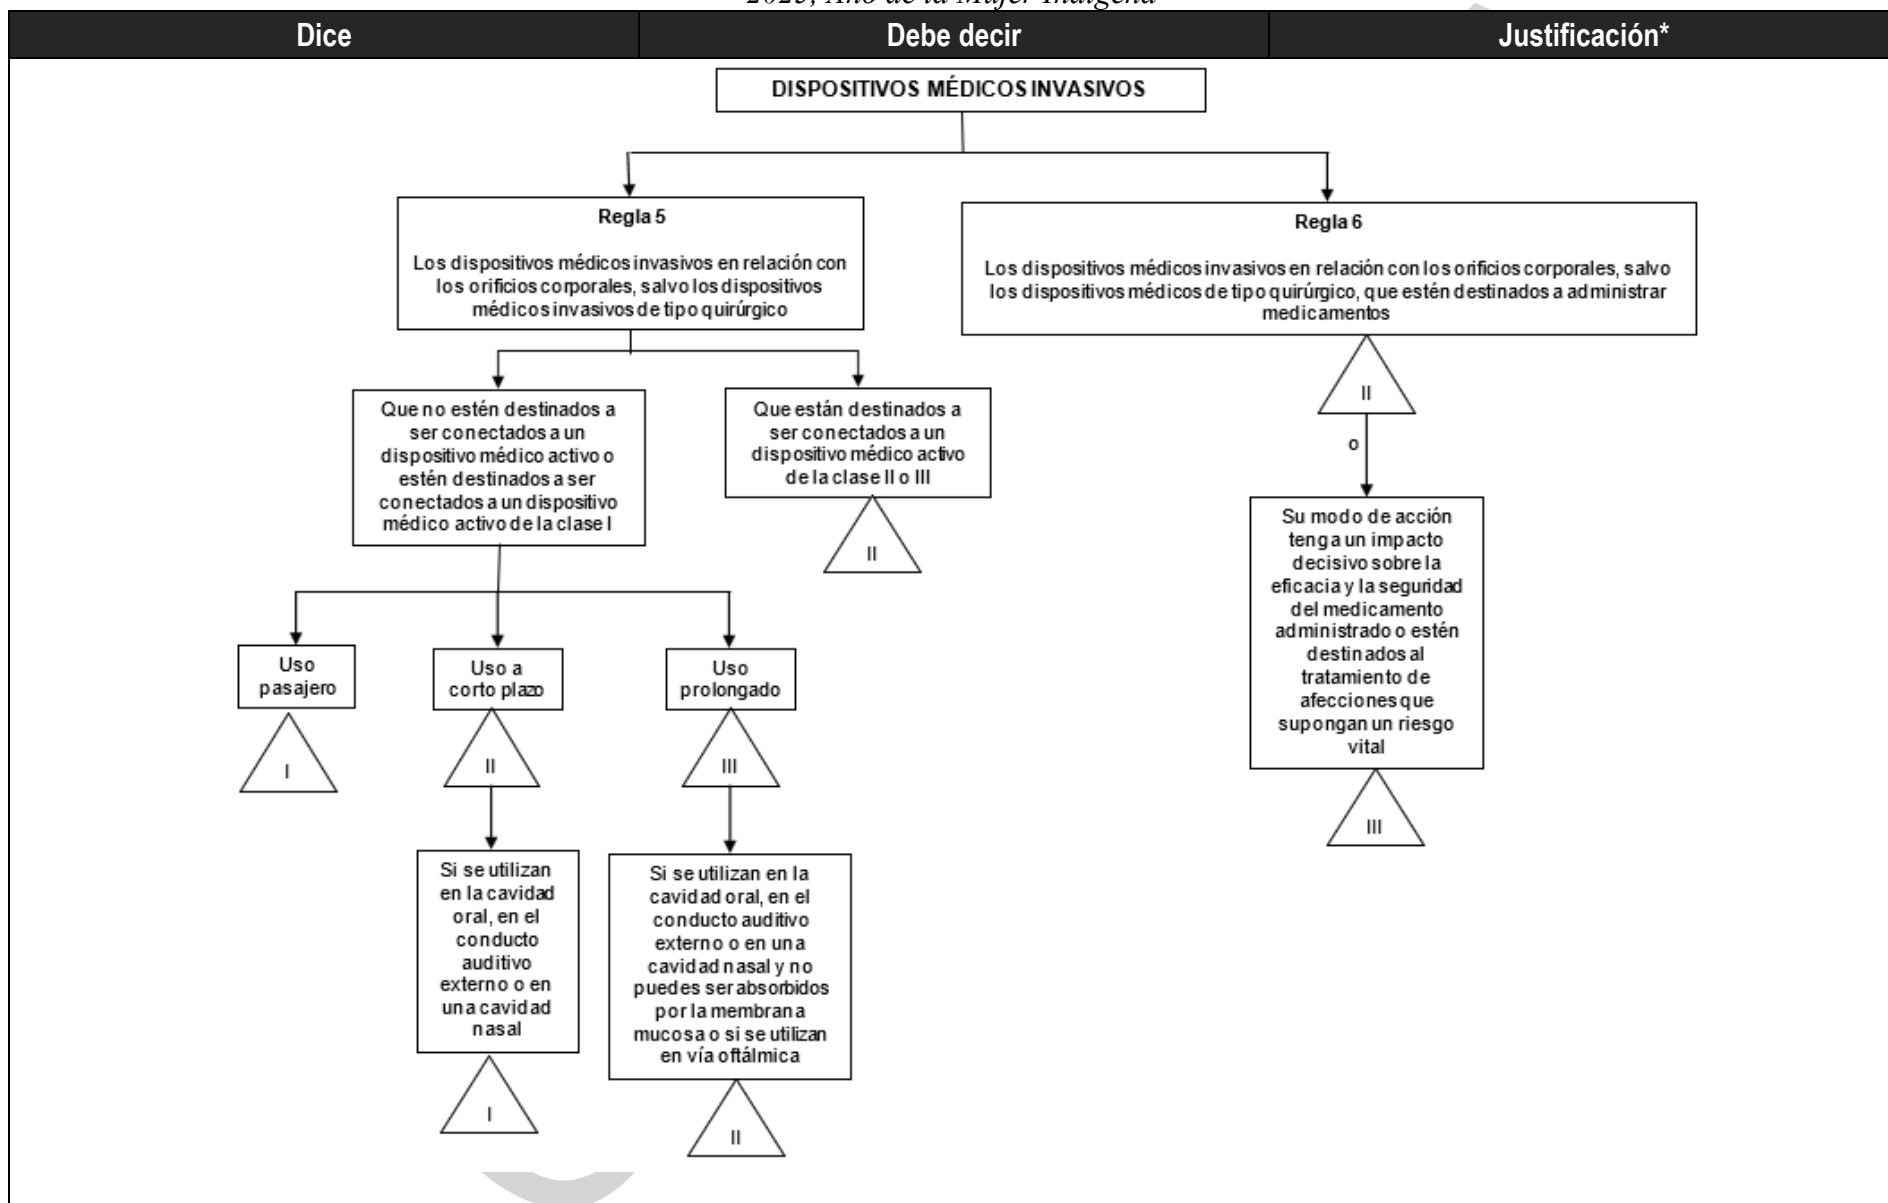 2025, Año de la Mujer Indígena
Dice
Debe decir
Justificación*
DISPOSITIVOS MÉDICOS INVASIVOS
Regla 5
Los dispositivos médicos invasivos en relación con
los orificios corporales, salvo los dispositivos
médicos invasivos de tipo quirúrgico
Regla 6
Los dispositivos médicos invasivos en relación con los orificios corporales, salvo
los dispositivos médicos de tipo quirúrgico, que estén destinados a administrar
medicamentos
Que no estén destinados a
ser conectados a un
dispositivo médico activo o
estén destinados a ser
conectados a un dispositivo
médico activo de la clase I
Que están destinados a
ser conectados a un
dispositivo médico activo
de la clase II o III
II
II
o
Su modo de acción
tenga un impacto
decisivo sobre la
eficacia y la seguridad
del medicamento
administrado o estén
destinados al
tratamiento de
afecciones que
supongan un riesgo
vital
III
Uso
pasajero
I
Uso a
corto plazo
II
Uso
prolongado
III
Si se utilizan
en la cavidad
oral, en el
conducto
auditivo
externo o en
una cavidad
nasal
I
Si se utilizan en la
cavidad oral, en el
conducto auditivo
externo o en una
cavidad nasal y no
puedes ser absorbidos
por la membrana
mucosa o si se utilizan
en vía oftálmica
II